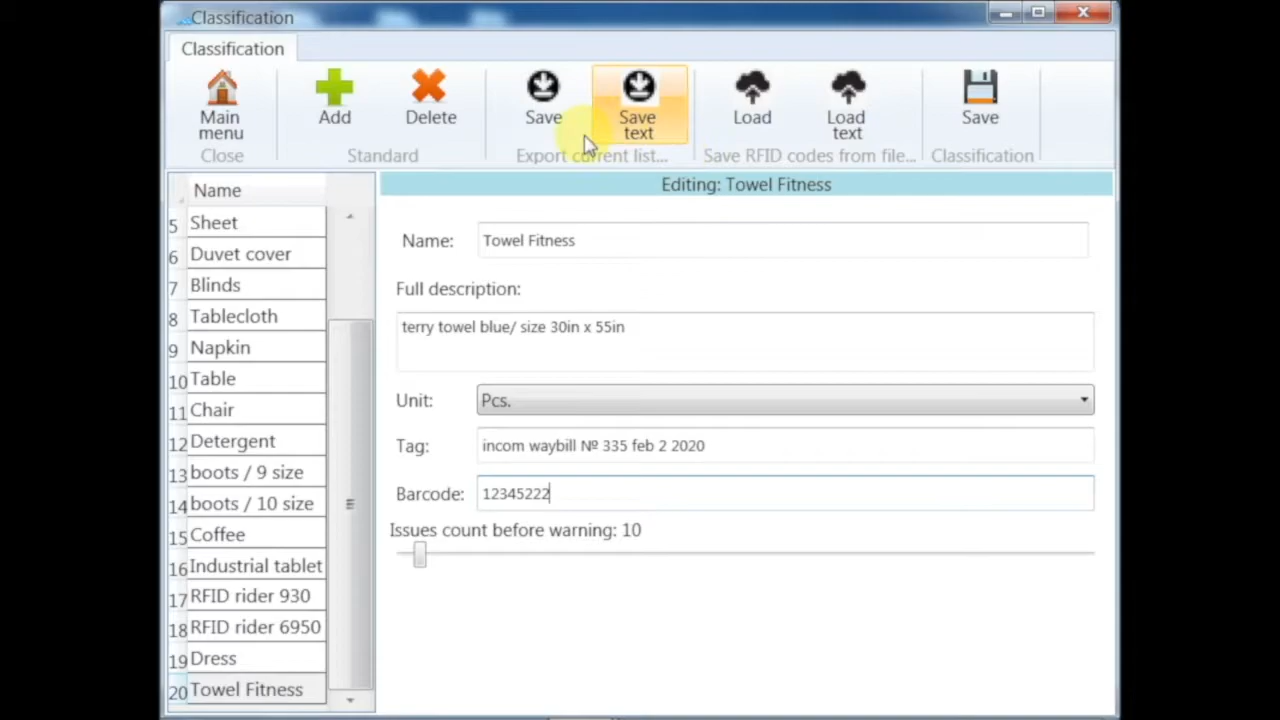 Classification
Classification
Main menu
Add
Delete
Save
Save text
Load
Load text
Save
Close
Standard
Export current list...
Save RFID codes from file...
Classification
Name
5 Sheet
6 Duvet cover
7 Blinds
8 Tablecloth
9 Napkin
10 Table
11 Chair
12 Detergent
13 boots / 9 size
14 boots / 10 size
15 Coffee
16 Industrial tablet
17 RFID rider 930
18 RFID rider 6950
19 Dress
20 Towel Fitness
Editing: Towel Fitness
Name: Towel Fitness
Full description:
terry towel blue/ size 30in x 55in
Unit: Pcs.
Tag: incom waybill № 335 feb 2 2020
Barcode: 12345222
Issues count before warning: 10